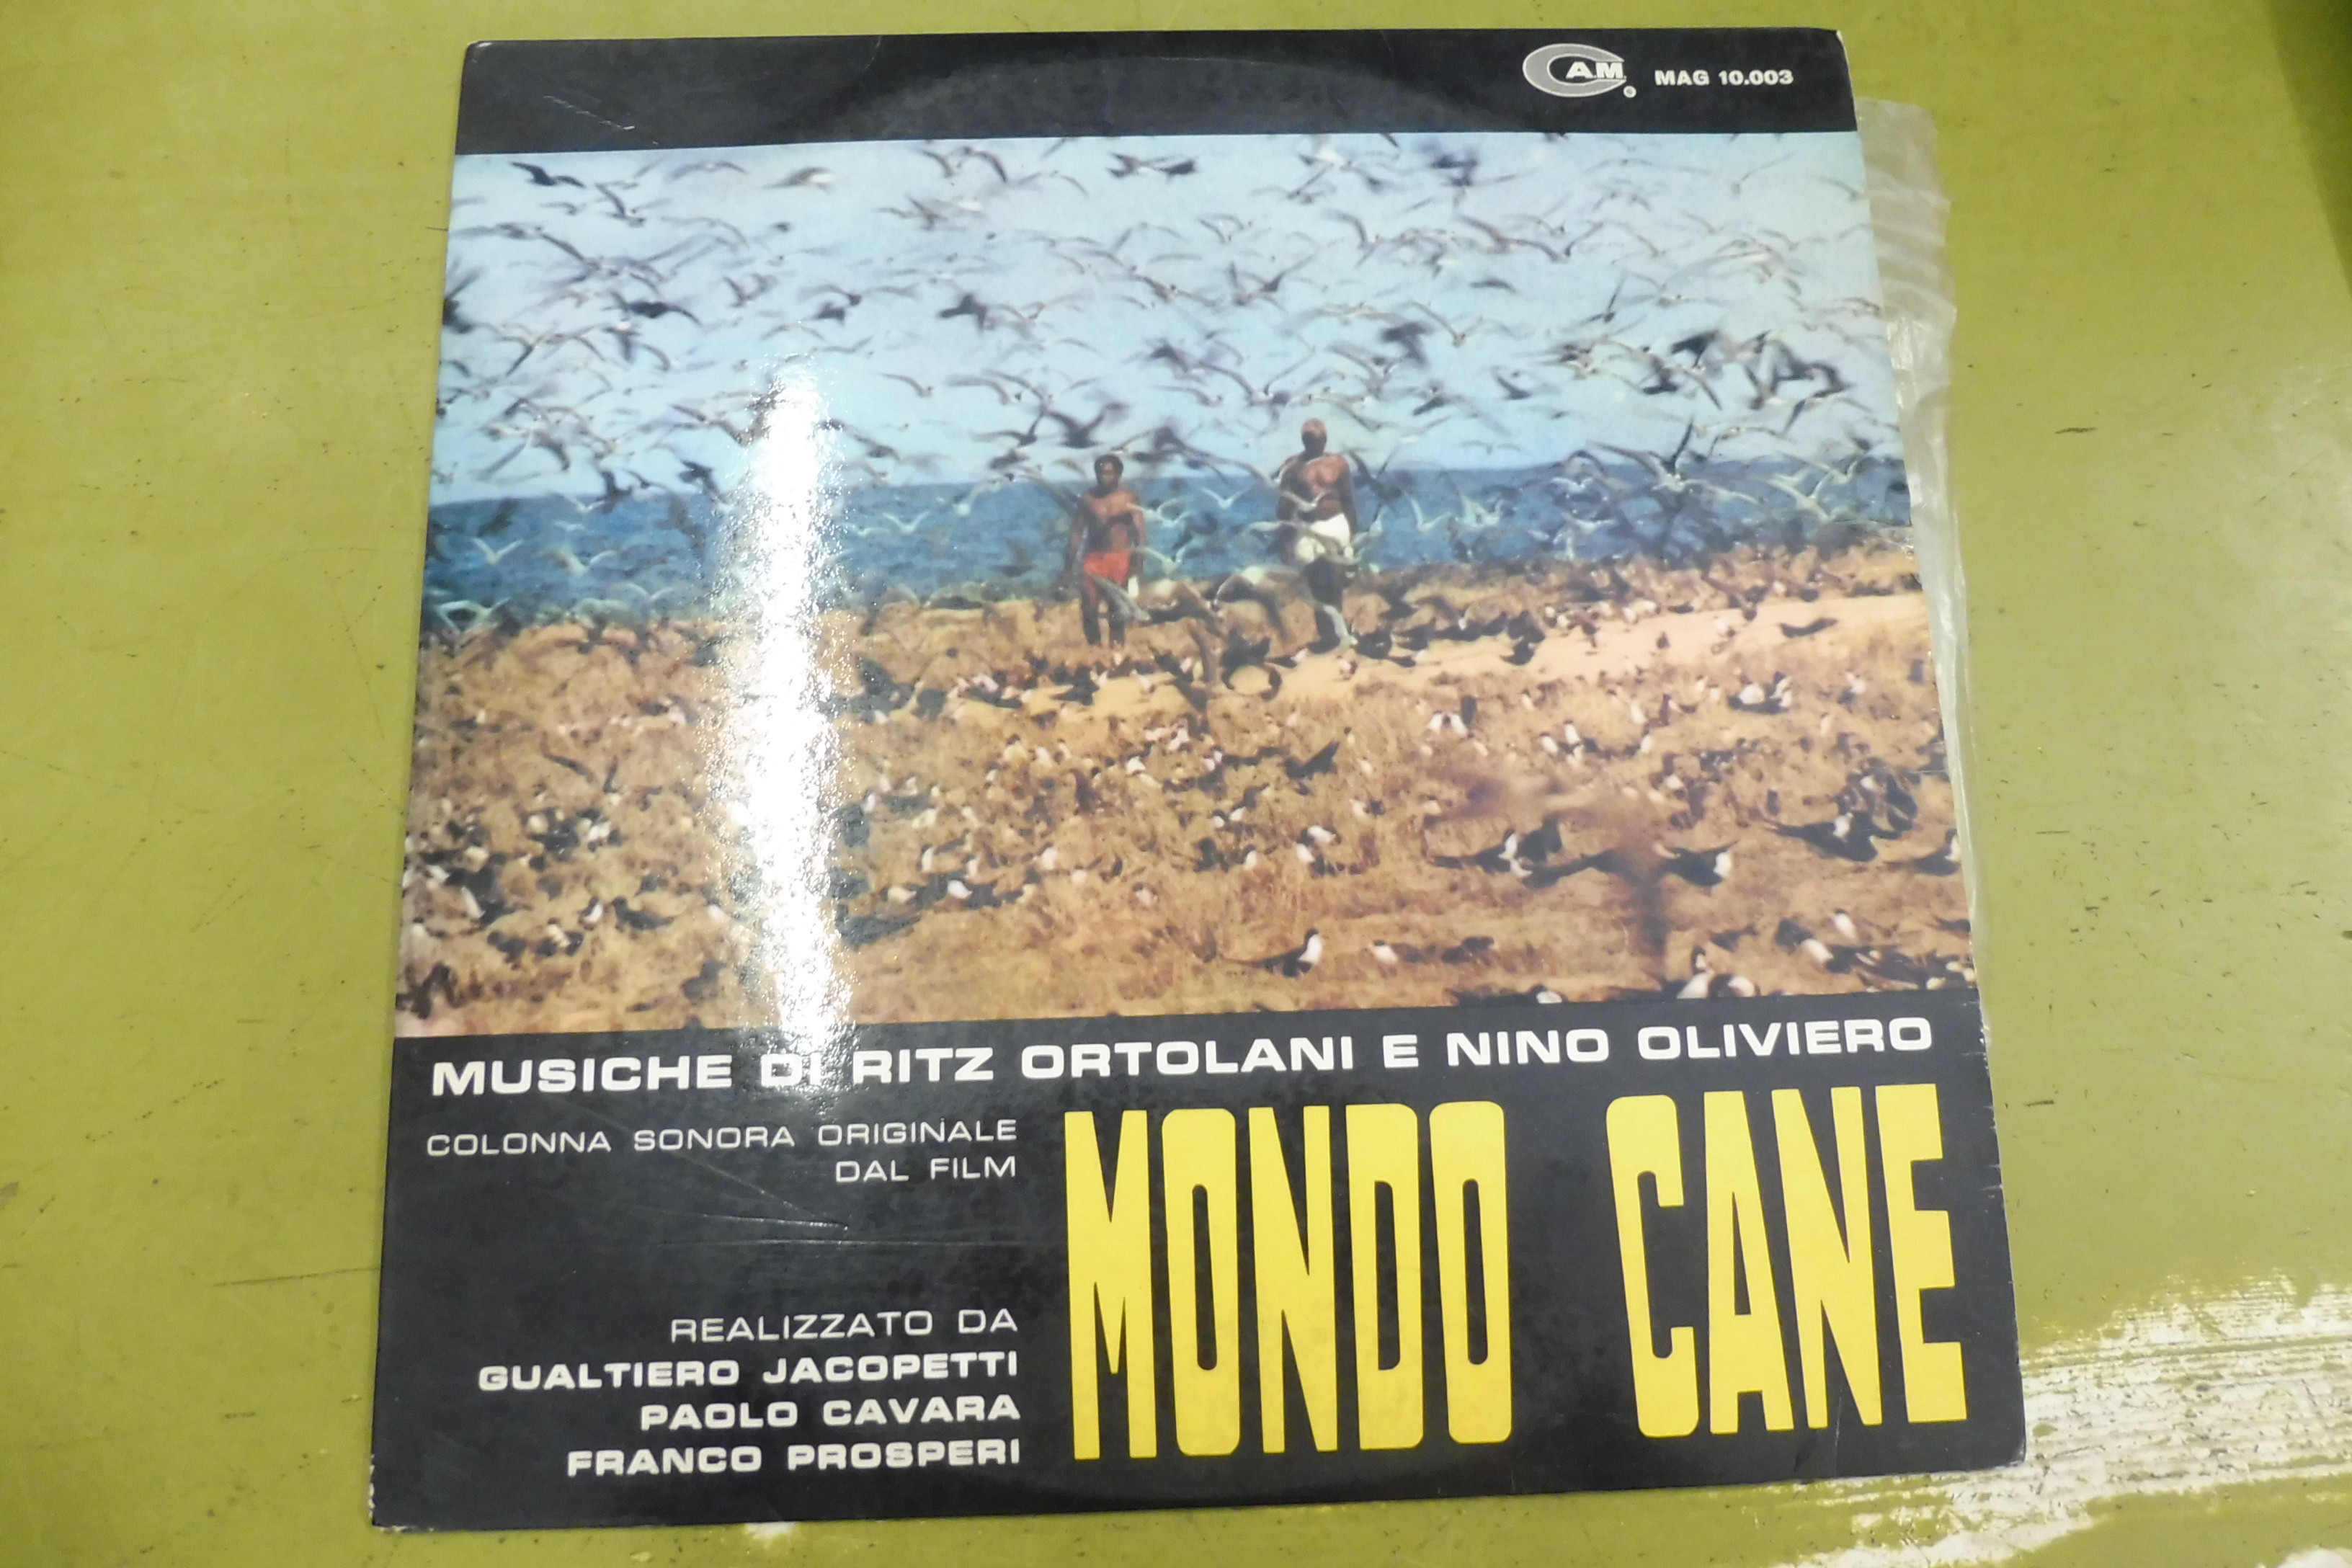 CAM MAG 10.003
MUSICHE DI RITZ ORTOLANI E NINO OLIVIERO
COLONNA SONORA ORIGINALE
DAL FILM
MONDO CANE
REALIZZATO DA
GUALTIERO JACOPETTI
PAOLO CAVARA
FRANCO PROSPERI